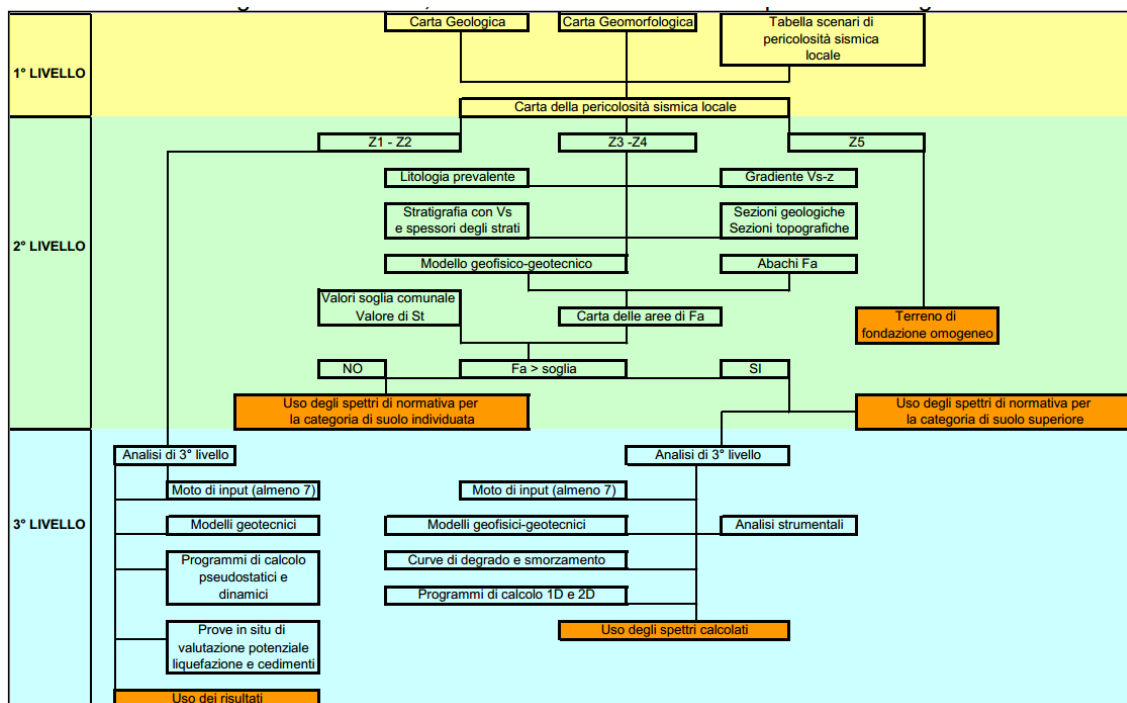 Carta Geologica
Carta Geomorfologica
Tabella scenari di
pericolosità sismica
locale
1° LIVELLO
Carta della pericolosità sismica locale
Z1 - Z2
Z3 -Z4
Z5
Litologia prevalente
Gradiente Vs-z
Stratigrafia con Vs
e spessori degli strati
Sezioni geologiche
Sezioni topografiche
2° LIVELLO
Modello geofisico-geotecnico
Abachi Fa
Valori soglia comunale
Valore di St
Carta delle aree di Fa
Terreno di
fondazione omogeneo
NO
Fa > soglia
SI
Uso degli spettri di normativa per
la categoria di suolo individuata
Uso degli spettri di normativa per
la categoria di suolo superiore
Analisi di 3° livello
Analisi di 3° livello
Moto di input (almeno 7)
Moto di input (almeno 7)
3° LIVELLO
Modelli geotecnici
Modelli geofisici-geotecnici
Analisi strumentali
Programmi di calcolo
pseudostatici e
dinamici
Curve di degrado e smorzamento
Programmi di calcolo 1D e 2D
Uso degli spettri calcolati
Prove in situ di
valutazione potenziale
liquefazione e cedimenti
Uso dei risultati